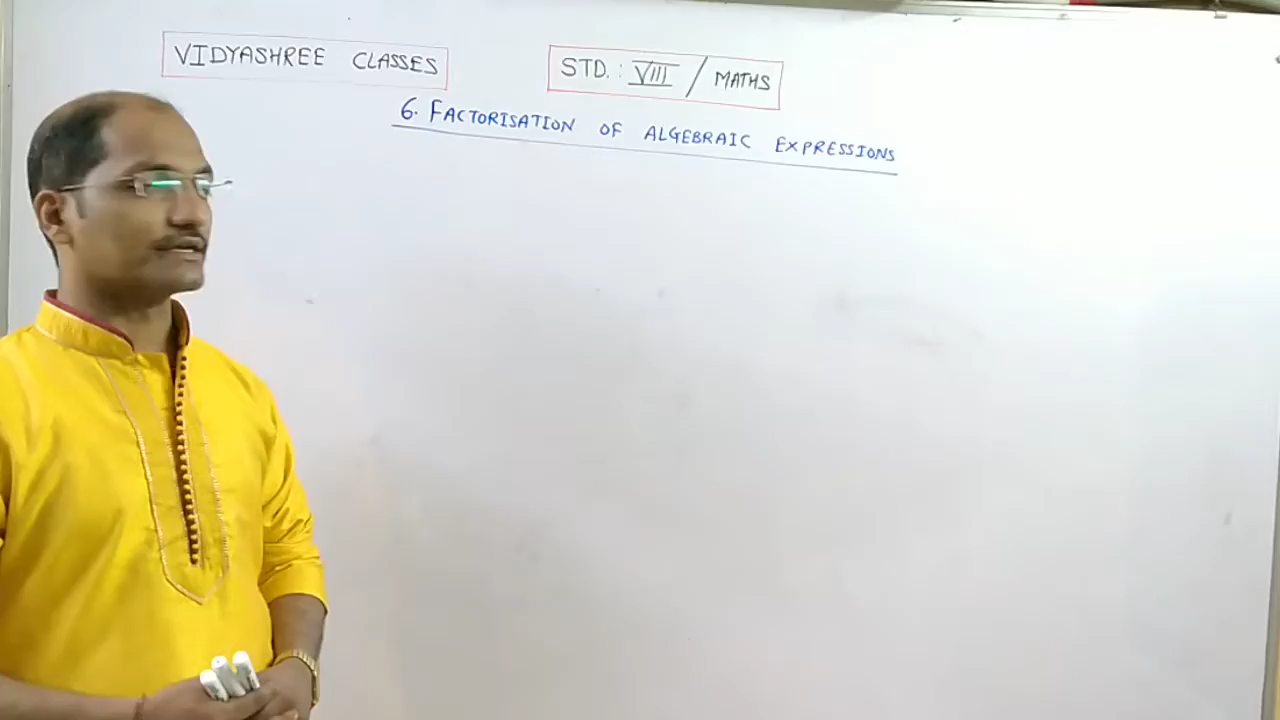 VIDYASHREE CLASSES
STD. : VIII / MATHS
6. FACTORISATION OF ALGEBRAIC EXPRESSIONS